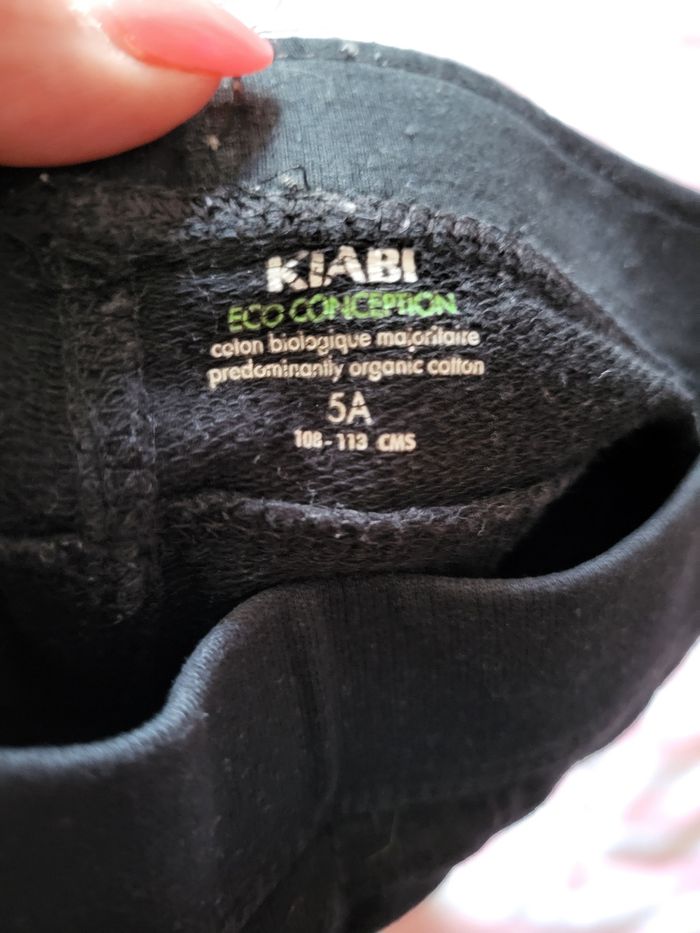 KIABI
ECO CONCEPTION
coton biologique majoritaire
predominantly organic cotton
5A
108-113 CMS